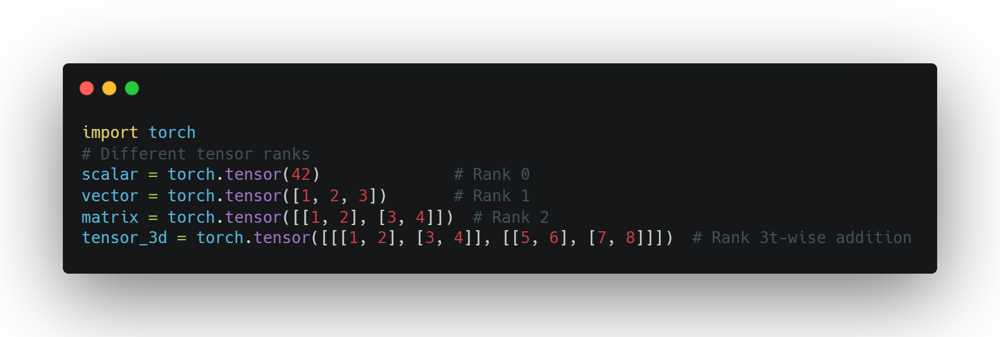 import torch
# Different tensor ranks
scalar = torch.tensor(42)              # Rank 0
vector = torch.tensor([1, 2, 3])       # Rank 1
matrix = torch.tensor([[1, 2], [3, 4]])  # Rank 2
tensor_3d = torch.tensor([[[1, 2], [3, 4]], [[5, 6], [7, 8]]])  # Rank 3t-wise addition